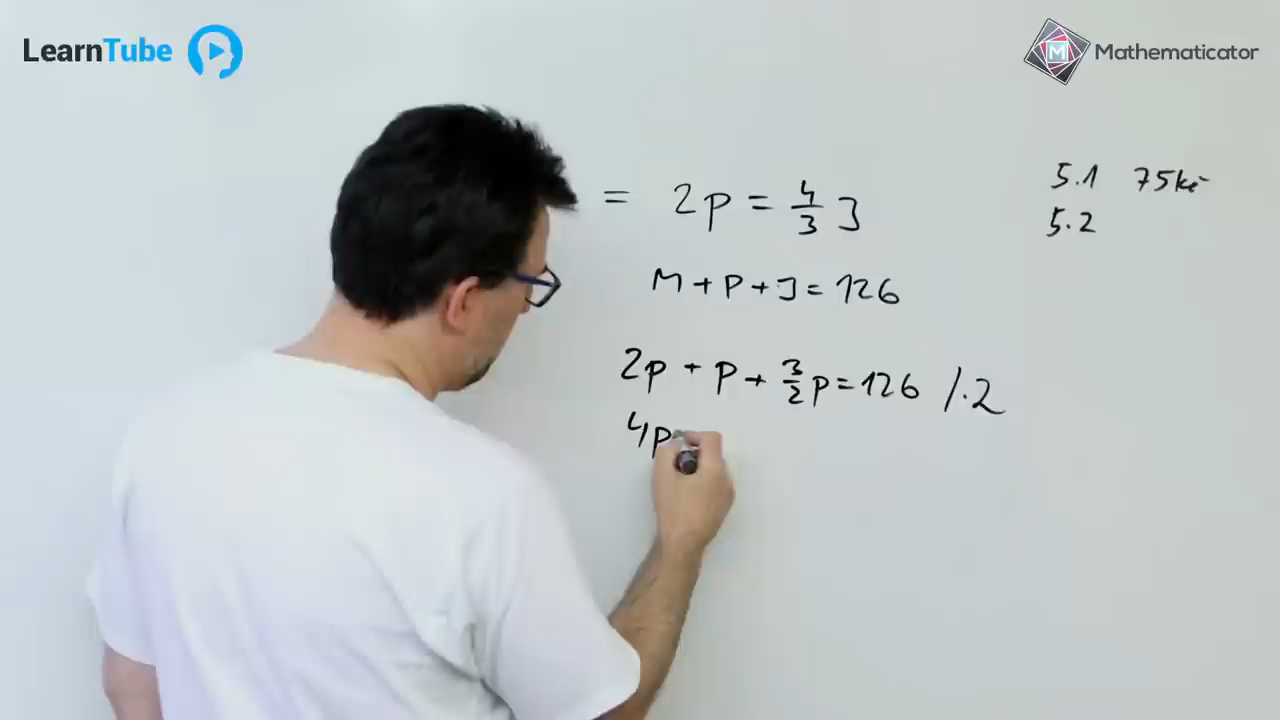 LearnTube
Mathematicator
= 2p = 4/3 J
M + P + J = 126
2p + p + 3/2 p = 126 /.2
4p
5.1 75kč
5.2